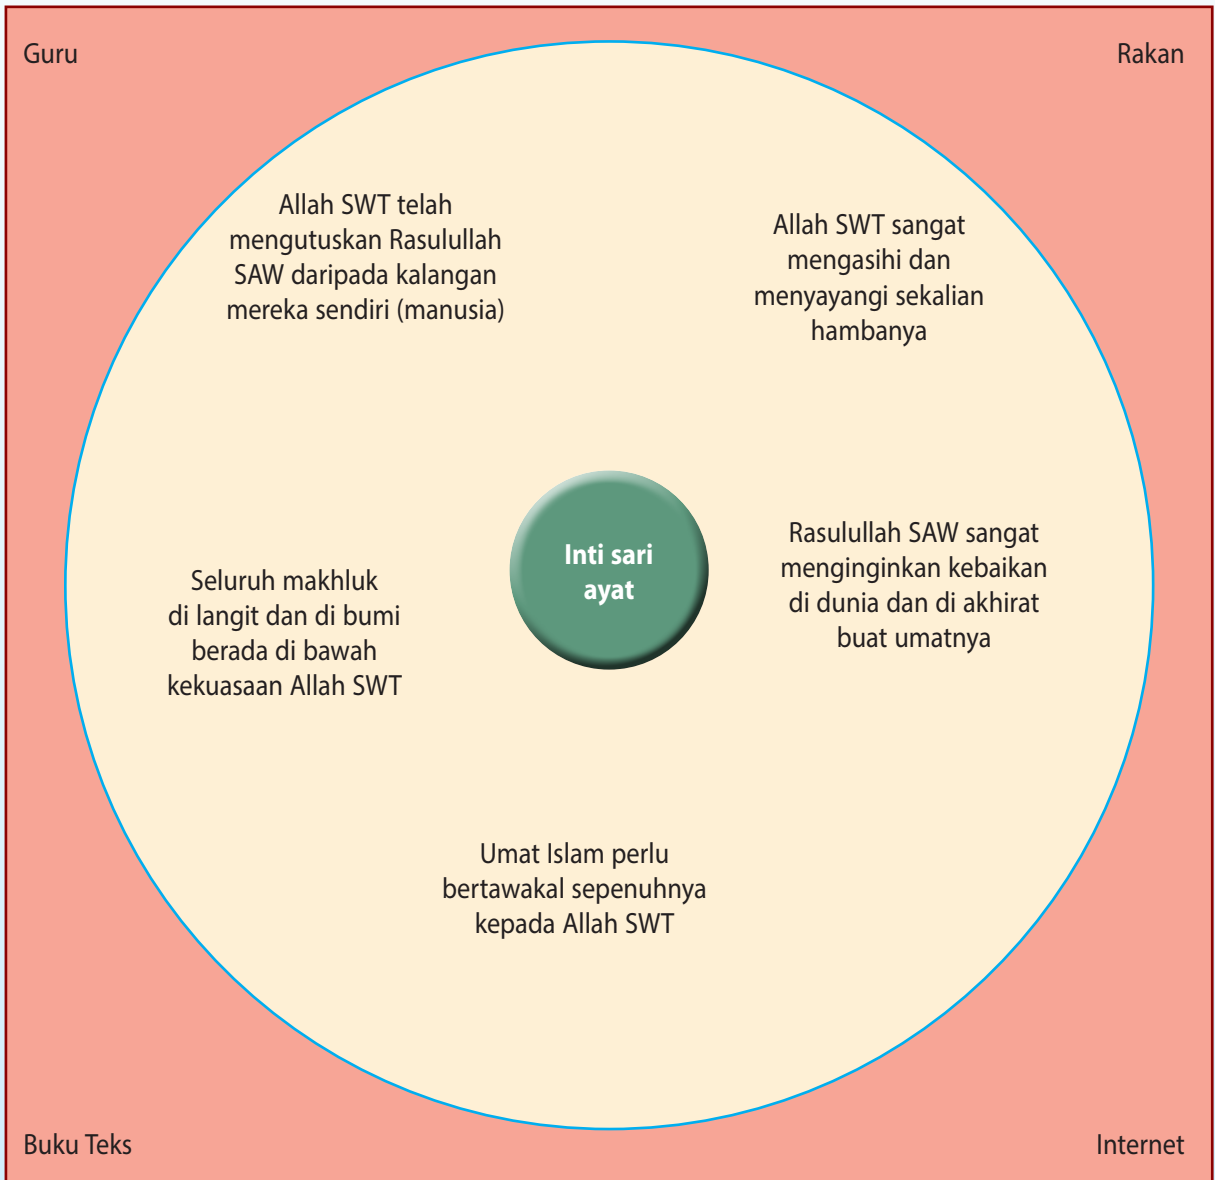 Guru
Rakan
Allah SWT telah
mengutuskan Rasulullah
SAW daripada kalangan
mereka sendiri (manusia)
Allah SWT sangat
mengasihi dan
menyayangi sekalian
hambanya
Inti sari
ayat
Rasulullah SAW sangat
menginginkan kebaikan
di dunia dan di akhirat
buat umatnya
Seluruh makhluk
di langit dan di bumi
berada di bawah
kekuasaan Allah SWT
Umat Islam perlu
bertawakal sepenuhnya
kepada Allah SWT
Buku Teks
Internet